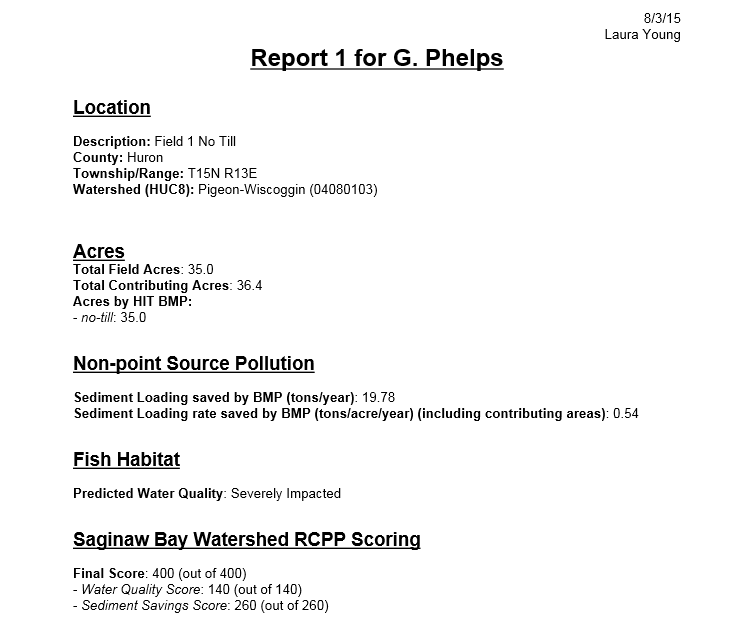 8/3/15
Laura Young
Report 1 for G. Phelps
Location
Description: Field 1 No Till
County: Huron
Township/Range: T15N R13E
Watershed (HUC8): Pigeon-Wiscoggin (04080103)
Acres
Total Field Acres: 35.0
Total Contributing Acres: 36.4
Acres by HIT BMP:
- no-till: 35.0
Non-point Source Pollution
Sediment Loading saved by BMP (tons/year): 19.78
Sediment Loading rate saved by BMP (tons/acre/year) (including contributing areas): 0.54
Fish Habitat
Predicted Water Quality: Severely Impacted
Saginaw Bay Watershed RCPP Scoring
Final Score: 400 (out of 400)
- Water Quality Score: 140 (out of 140)
- Sediment Savings Score: 260 (out of 260)